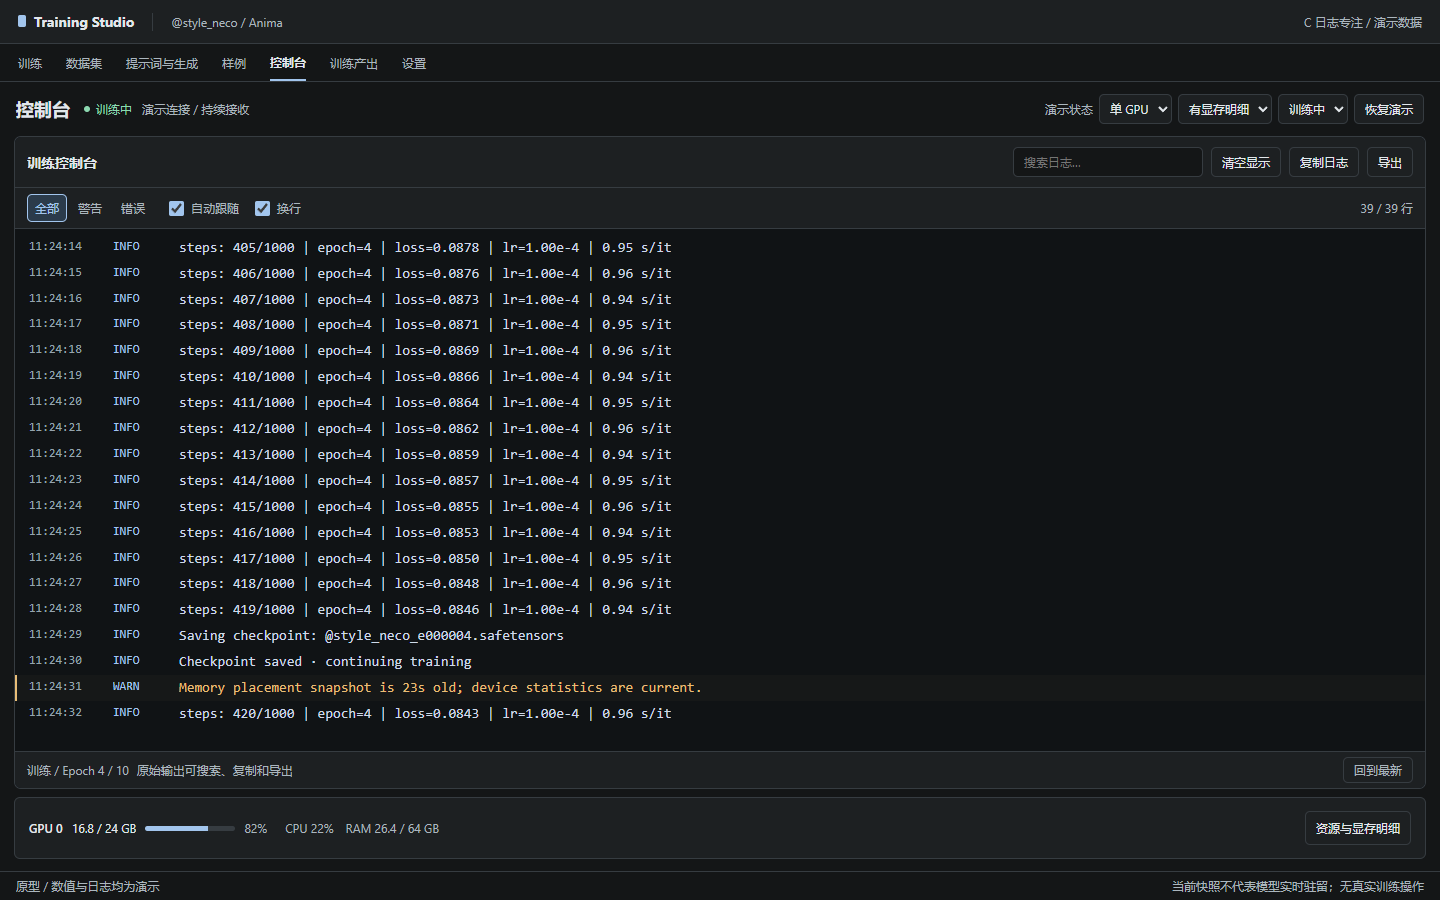 Training Studio @style_neco / Anima C 日志专注 / 演示数据
训练 数据集 提示词与生成 样例 控制台 训练产出 设置
控制台 训练中 演示连接 / 持续接收 演示状态 单 GPU 有显存明细 训练中 恢复演示
训练控制台 搜索日志... 清空显示 复制日志 导出
全部 警告 错误 自动跟随 换行 39 / 39 行
11:24:14 INFO steps: 405/1000 | epoch=4 | loss=0.0878 | lr=1.00e-4 | 0.95 s/it
11:24:15 INFO steps: 406/1000 | epoch=4 | loss=0.0876 | lr=1.00e-4 | 0.96 s/it
11:24:16 INFO steps: 407/1000 | epoch=4 | loss=0.0873 | lr=1.00e-4 | 0.94 s/it
11:24:17 INFO steps: 408/1000 | epoch=4 | loss=0.0871 | lr=1.00e-4 | 0.95 s/it
11:24:18 INFO steps: 409/1000 | epoch=4 | loss=0.0869 | lr=1.00e-4 | 0.96 s/it
11:24:19 INFO steps: 410/1000 | epoch=4 | loss=0.0866 | lr=1.00e-4 | 0.94 s/it
11:24:20 INFO steps: 411/1000 | epoch=4 | loss=0.0864 | lr=1.00e-4 | 0.95 s/it
11:24:21 INFO steps: 412/1000 | epoch=4 | loss=0.0862 | lr=1.00e-4 | 0.96 s/it
11:24:22 INFO steps: 413/1000 | epoch=4 | loss=0.0859 | lr=1.00e-4 | 0.94 s/it
11:24:23 INFO steps: 414/1000 | epoch=4 | loss=0.0857 | lr=1.00e-4 | 0.95 s/it
11:24:24 INFO steps: 415/1000 | epoch=4 | loss=0.0855 | lr=1.00e-4 | 0.96 s/it
11:24:25 INFO steps: 416/1000 | epoch=4 | loss=0.0853 | lr=1.00e-4 | 0.94 s/it
11:24:26 INFO steps: 417/1000 | epoch=4 | loss=0.0850 | lr=1.00e-4 | 0.95 s/it
11:24:27 INFO steps: 418/1000 | epoch=4 | loss=0.0848 | lr=1.00e-4 | 0.96 s/it
11:24:28 INFO steps: 419/1000 | epoch=4 | loss=0.0846 | lr=1.00e-4 | 0.94 s/it
11:24:29 INFO Saving checkpoint: @style_neco_e000004.safetensors
11:24:30 INFO Checkpoint saved · continuing training
11:24:31 WARN Memory placement snapshot is 23s old; device statistics are current.
11:24:32 INFO steps: 420/1000 | epoch=4 | loss=0.0843 | lr=1.00e-4 | 0.96 s/it
训练 / Epoch 4 / 10 原始输出可搜索、复制和导出 回到最新
GPU 0 16.8 / 24 GB 82% CPU 22% RAM 26.4 / 64 GB 资源与显存明细
原型 / 数值与日志均为演示 当前快照不代表模型实时驻留；无真实训练操作